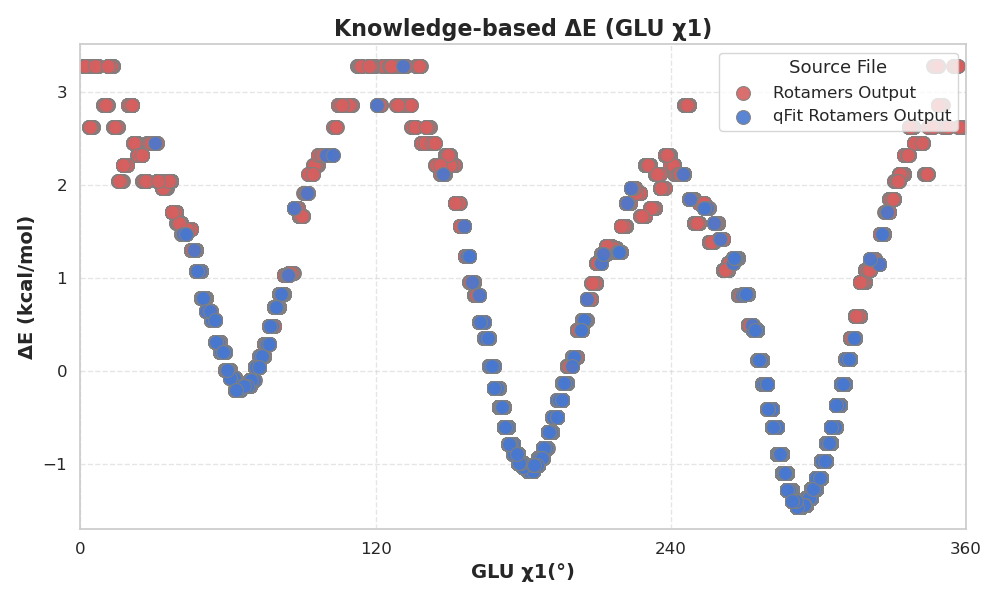 Knowledge-based ΔE (GLU χ1)
Source File
Rotamers Output
qFit Rotamers Output
ΔE (kcal/mol)
3
2
1
0
−1
0
120
240
360
GLU χ1(°)